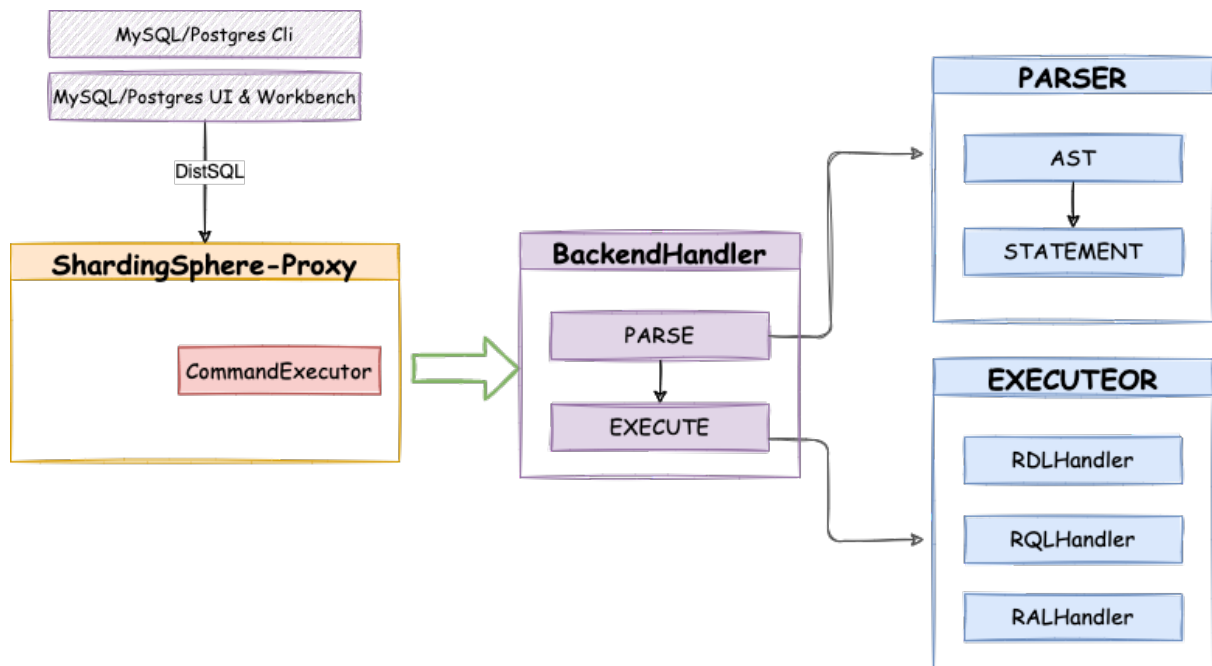 MySQL/Postgres Cli
MySQL/Postgres UI & Workbench
DistSQL
ShardingSphere-Proxy
CommandExecutor
BackendHandler
PARSE
EXECUTE
PARSER
AST
STATEMENT
EXECUTEOR
RDLHandler
RQLHandler
RALHandler